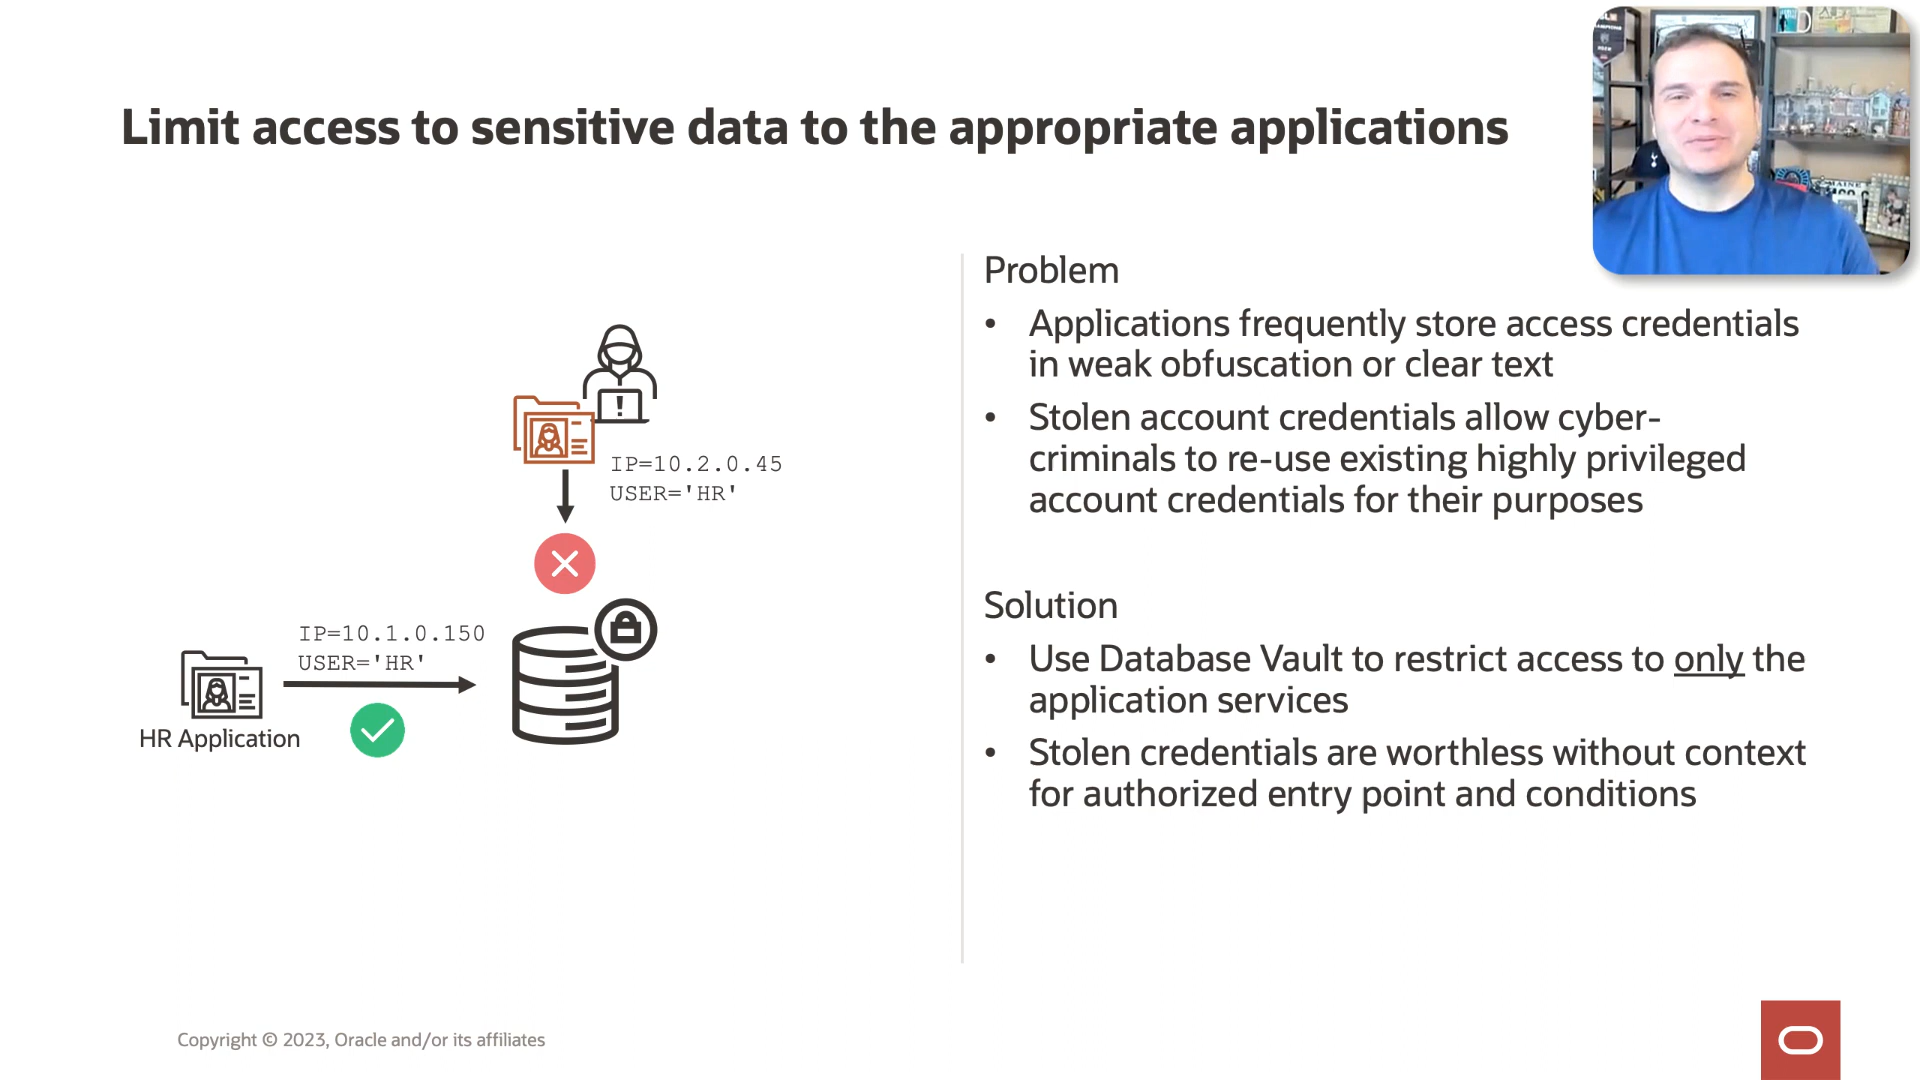 Limit access to sensitive data to the appropriate applications
Problem
• Applications frequently store access credentials
in weak obfuscation or clear text
• Stolen account credentials allow cyber-
criminals to re-use existing highly privileged
account credentials for their purposes
Solution
• Use Database Vault to restrict access to only the
application services
• Stolen credentials are worthless without context
for authorized entry point and conditions
!
IP=10.2.0.45
USER='HR'
IP=10.1.0.150
USER='HR'
HR Application
MAINE
Copyright © 2023, Oracle and/or its affiliates